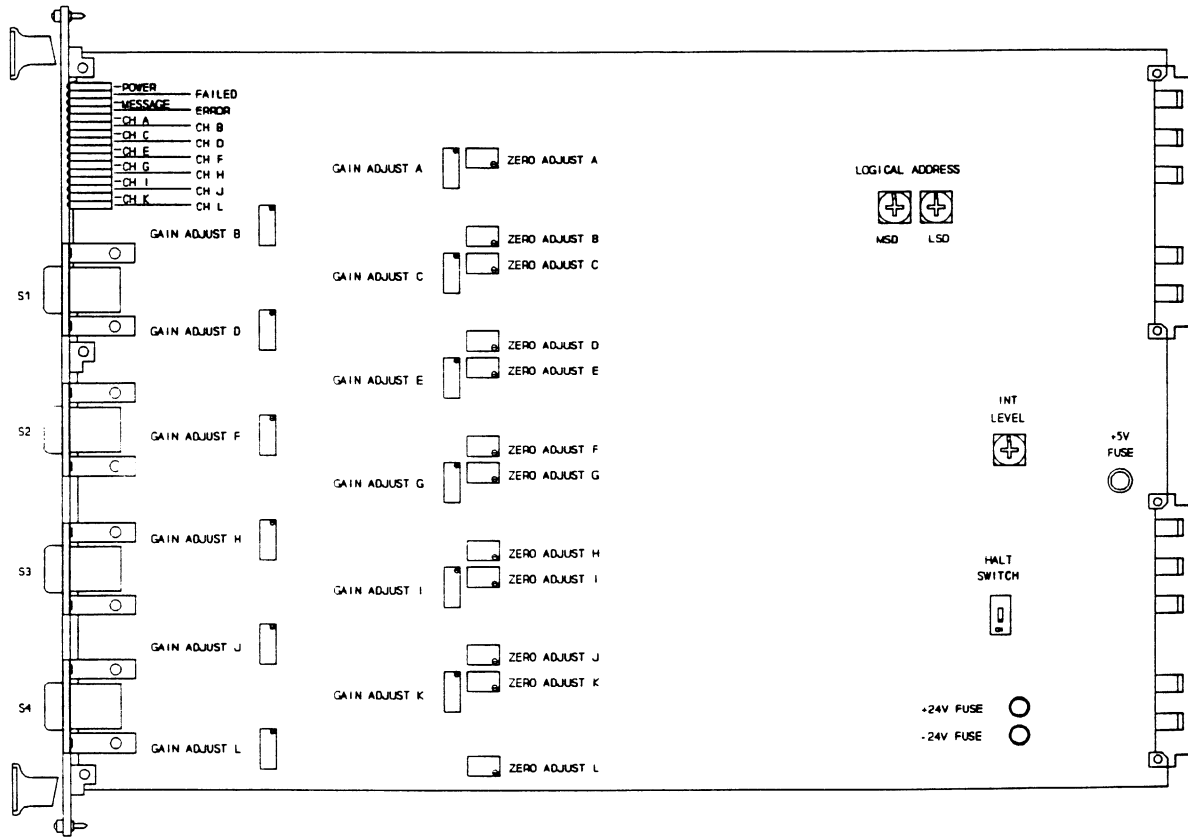 POWER
FAILED
MESSAGE
ERROR
CH A
CH B
CH C
CH D
CH E
CH F
CH G
CH H
CH I
CH J
CH K
CH L
S1
S2
S3
S4
GAIN ADJUST B
GAIN ADJUST D
GAIN ADJUST F
GAIN ADJUST H
GAIN ADJUST J
GAIN ADJUST L
GAIN ADJUST A
GAIN ADJUST C
GAIN ADJUST E
GAIN ADJUST G
GAIN ADJUST I
GAIN ADJUST K
ZERO ADJUST A
ZERO ADJUST B
ZERO ADJUST C
ZERO ADJUST D
ZERO ADJUST E
ZERO ADJUST F
ZERO ADJUST G
ZERO ADJUST H
ZERO ADJUST I
ZERO ADJUST J
ZERO ADJUST K
ZERO ADJUST L
LOGICAL ADDRESS
MSD LSD
INT
LEVEL
+5V
FUSE
HALT
SWITCH
+24V FUSE
-24V FUSE